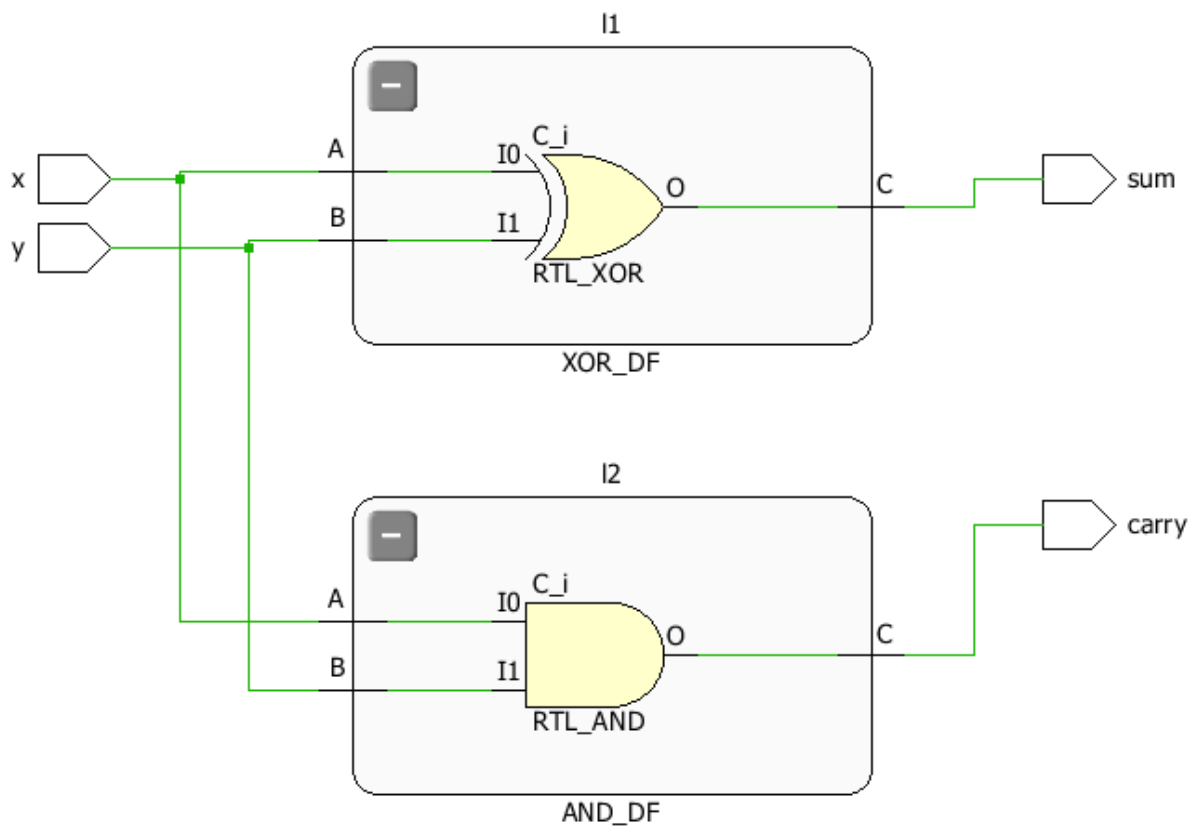 I1
x
y
A
B
I0
I1
C_i
O
RTL_XOR
C
sum
XOR_DF
I2
A
B
I0
I1
C_i
O
RTL_AND
C
carry
AND_DF